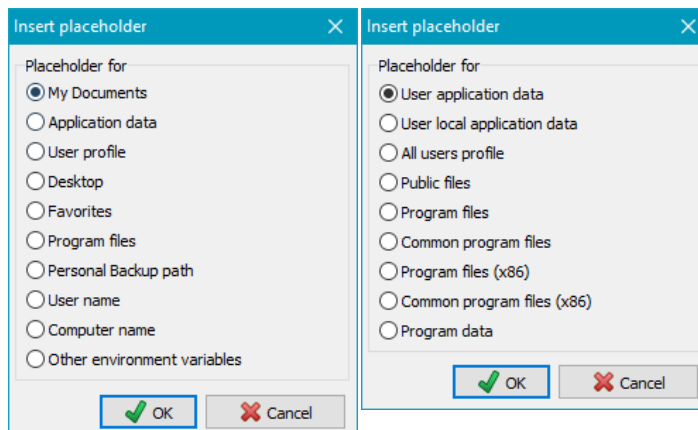 Insert placeholder
Placeholder for
My Documents
Application data
User profile
Desktop
Favorites
Program files
Personal Backup path
User name
Computer name
Other environment variables
OK
Cancel
Insert placeholder
Placeholder for
User application data
User local application data
All users profile
Public files
Program files
Common program files
Program files (x86)
Common program files (x86)
Program data
OK
Cancel